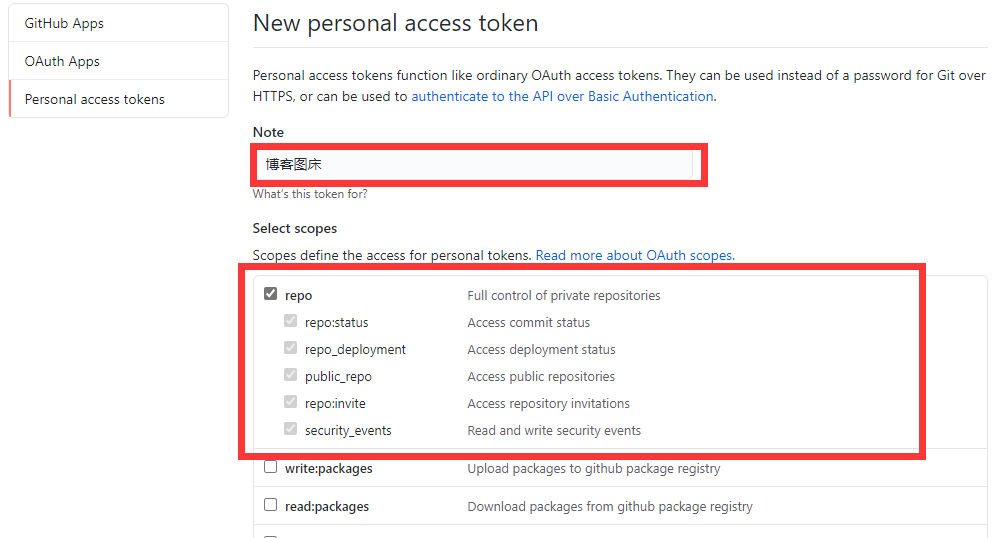 GitHub Apps
OAuth Apps
Personal access tokens
New personal access token
Personal access tokens function like ordinary OAuth access tokens. They can be used instead of a password for Git over
HTTPS, or can be used to authenticate to the API over Basic Authentication.
Note
博客图床
What's this token for?
Select scopes
Scopes define the access for personal tokens. Read more about OAuth scopes.
repo Full control of private repositories
repo:status Access commit status
repo_deployment Access deployment status
public_repo Access public repositories
repo:invite Access repository invitations
security_events Read and write security events
write:packages Upload packages to github package registry
read:packages Download packages from github package registry